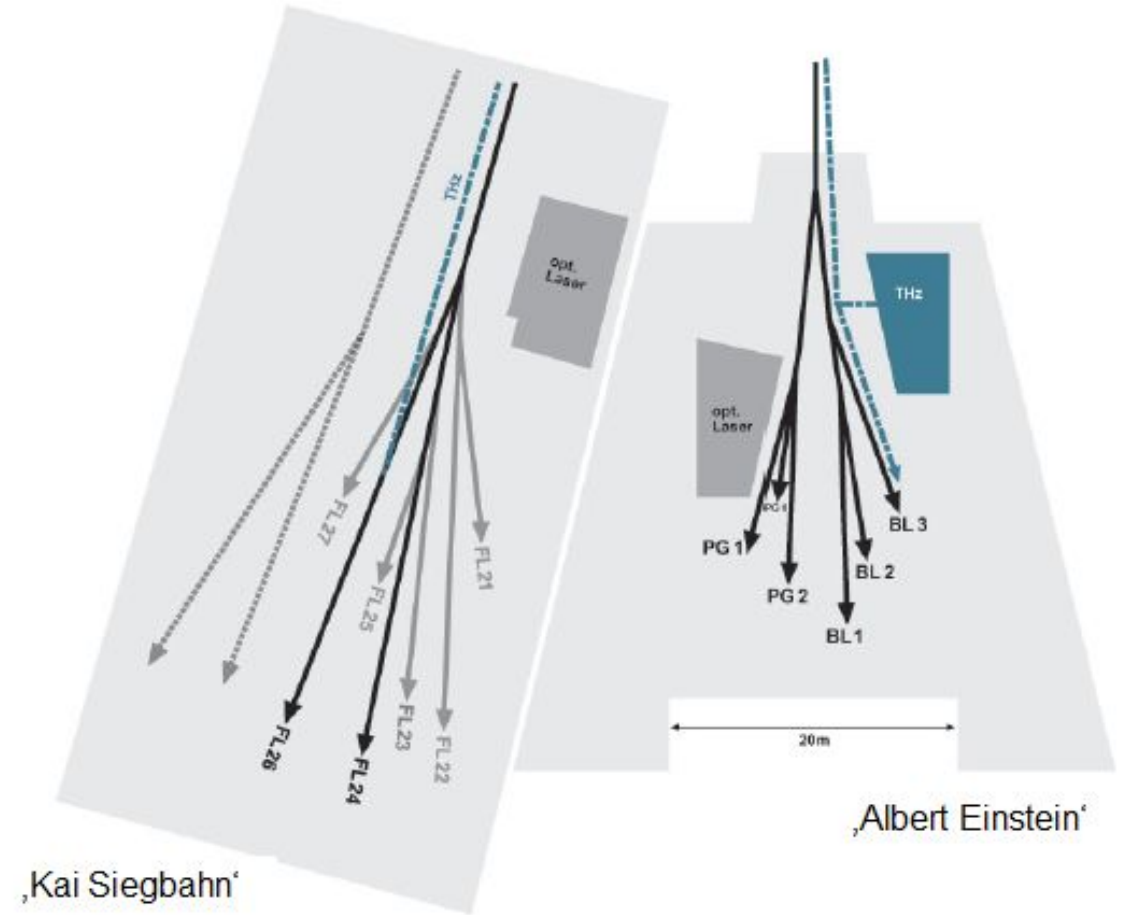 THz
opt.
Laser
FL27
FL25
FL21
FL26
FL24
FL23
FL22
‚Kai Siegbahn‘
THz
opt.
Laser
PG 1
PG 2
BL 1
BL 2
BL 3
20m
‚Albert Einstein‘